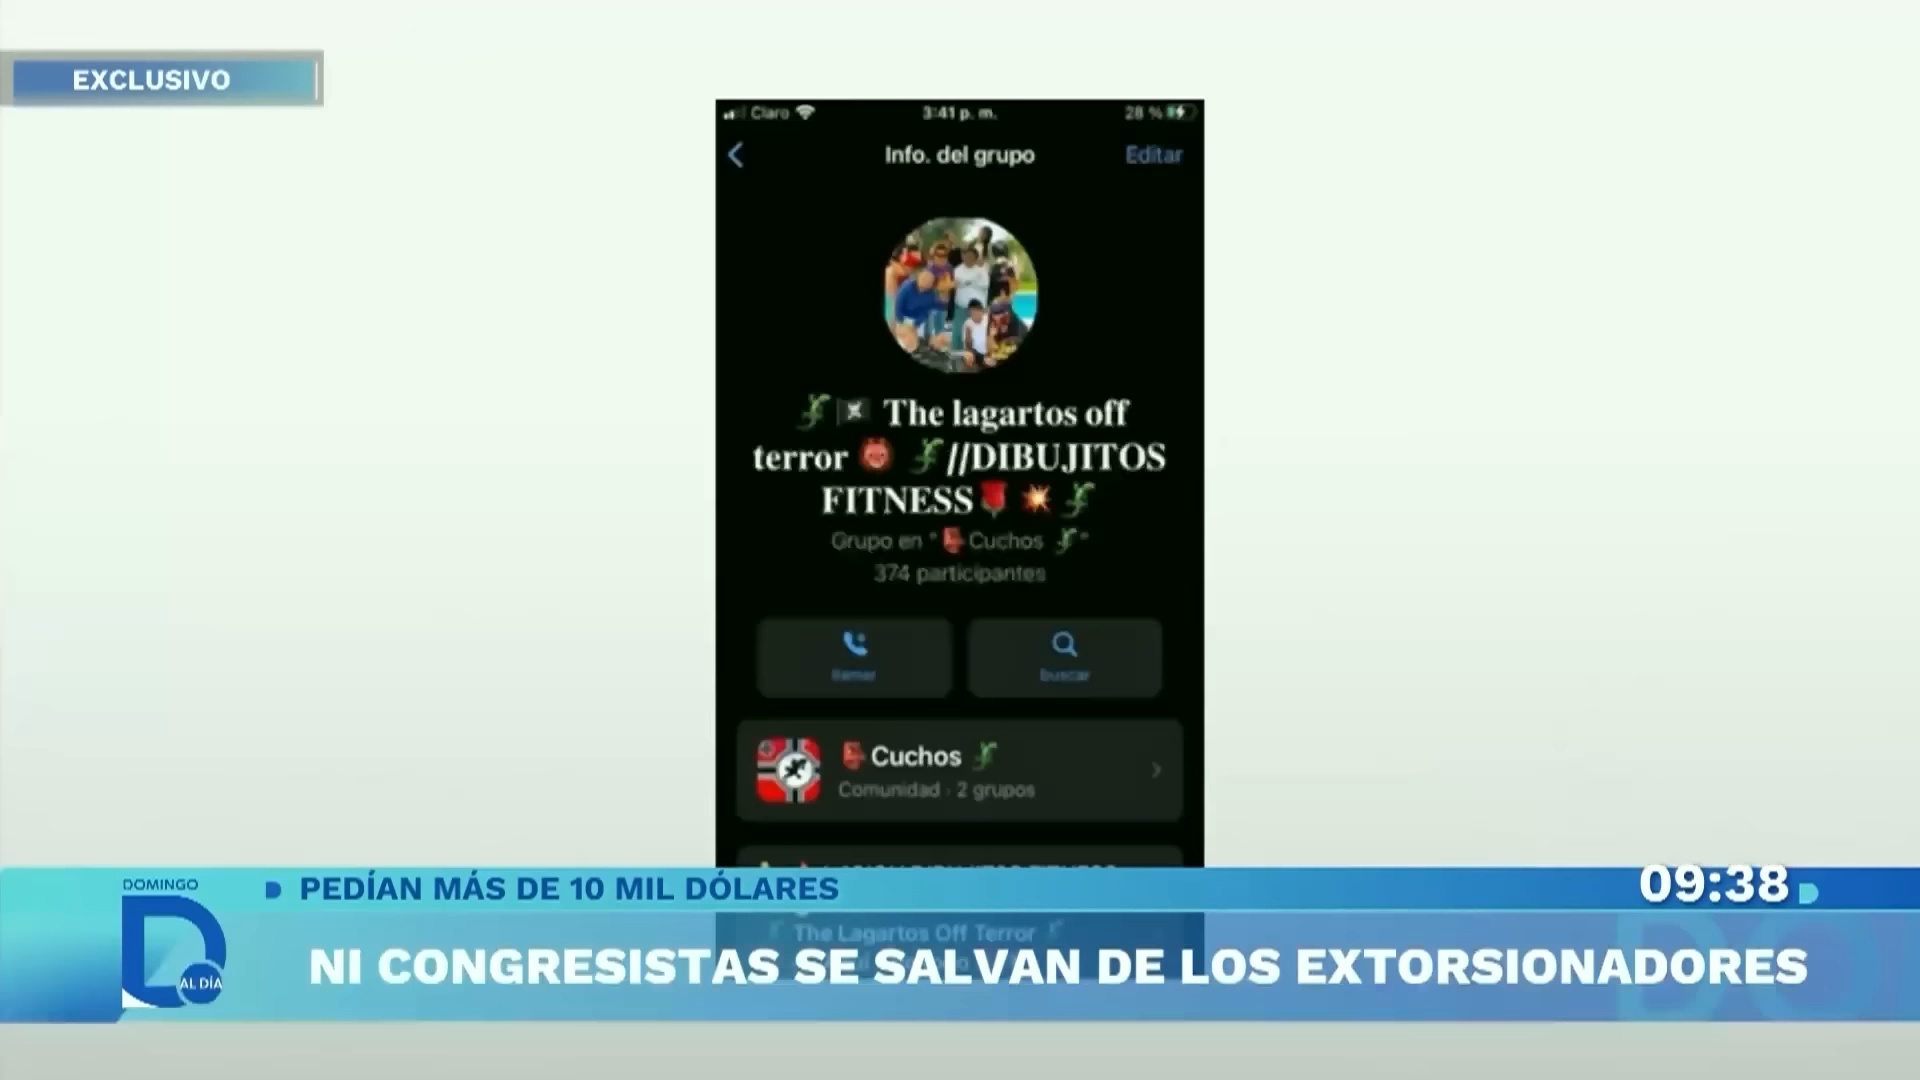 EXCLUSIVO
Claro
3:41 p. m.
28 %
Info. del grupo
Editar
The lagartos off
terror //DIBUJITOS
FITNESS
Grupo en "Cuchos"
374 participantes
llamar
buscar
Cuchos
Comunidad · 2 grupos
The Lagartos Off Terror
DOMINGO
AL DÍA
PEDÍAN MÁS DE 10 MIL DÓLARES
09:38
NI CONGRESISTAS SE SALVAN DE LOS EXTORSIONADORES